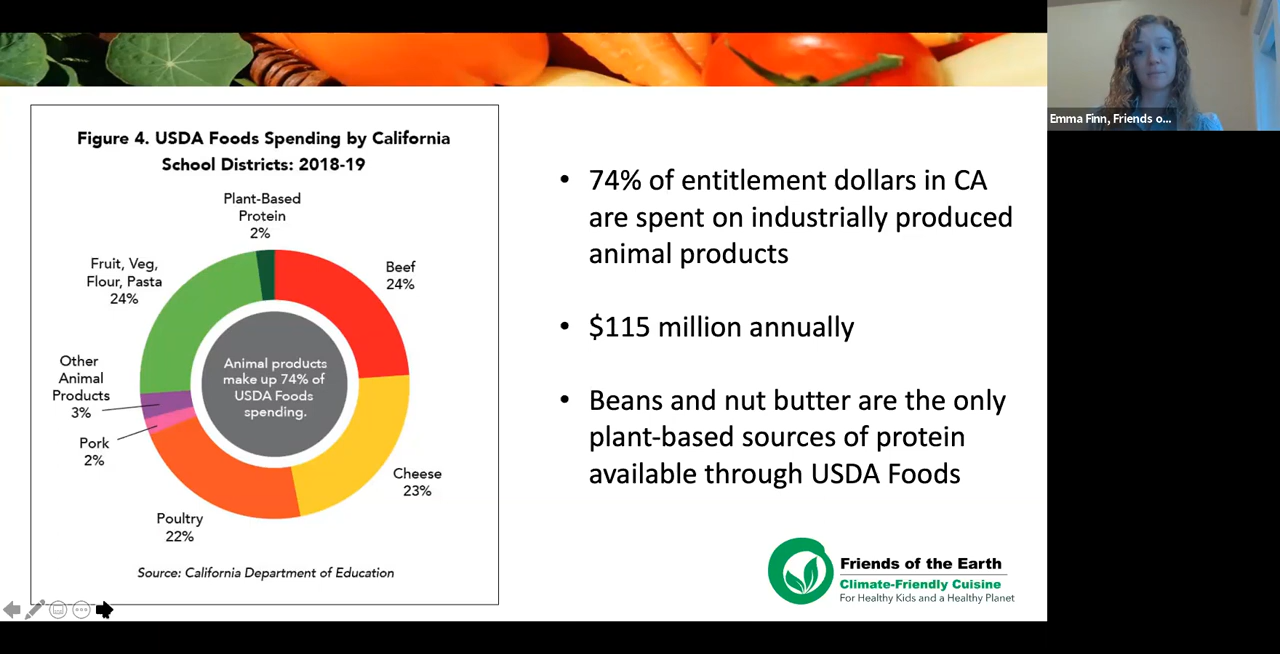 Figure 4. USDA Foods Spending by California
School Districts: 2018-19
Plant-Based
Protein
2%
Beef
24%
Fruit, Veg,
Flour, Pasta
24%
Other
Animal
Products
3%
Pork
2%
Poultry
22%
Cheese
23%
Animal products
make up 74% of
USDA Foods
spending.
Source: California Department of Education
• 74% of entitlement dollars in CA
are spent on industrially produced
animal products
• $115 million annually
• Beans and nut butter are the only
plant-based sources of protein
available through USDA Foods
Friends of the Earth
Climate-Friendly Cuisine
For Healthy Kids and a Healthy Planet
Emma Finn, Friends o...